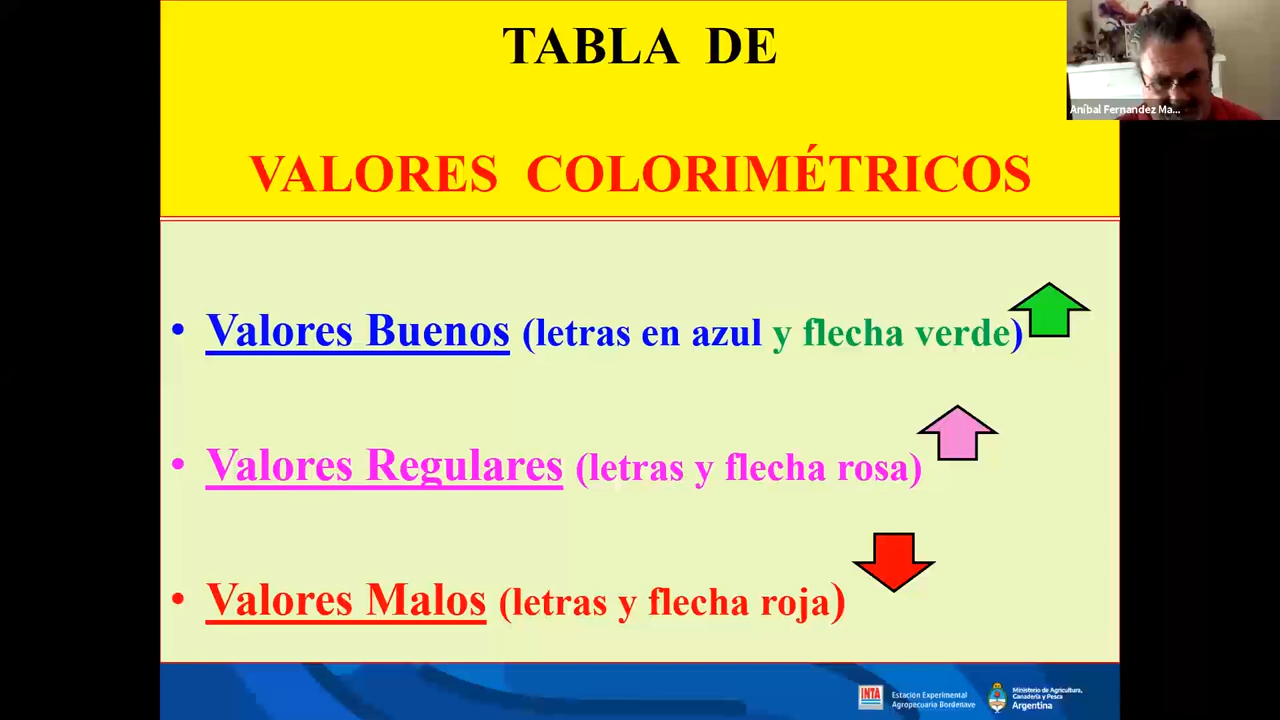 TABLA DE
VALORES COLORIMÉTRICOS
Aníbal Fernandez Ma...
• Valores Buenos (letras en azul y flecha verde)
• Valores Regulares (letras y flecha rosa)
• Valores Malos (letras y flecha roja)
INTA
Estación Experimental
Agropecuaria Bordenave
Ministerio de Agricultura,
Ganadería y Pesca
Argentina